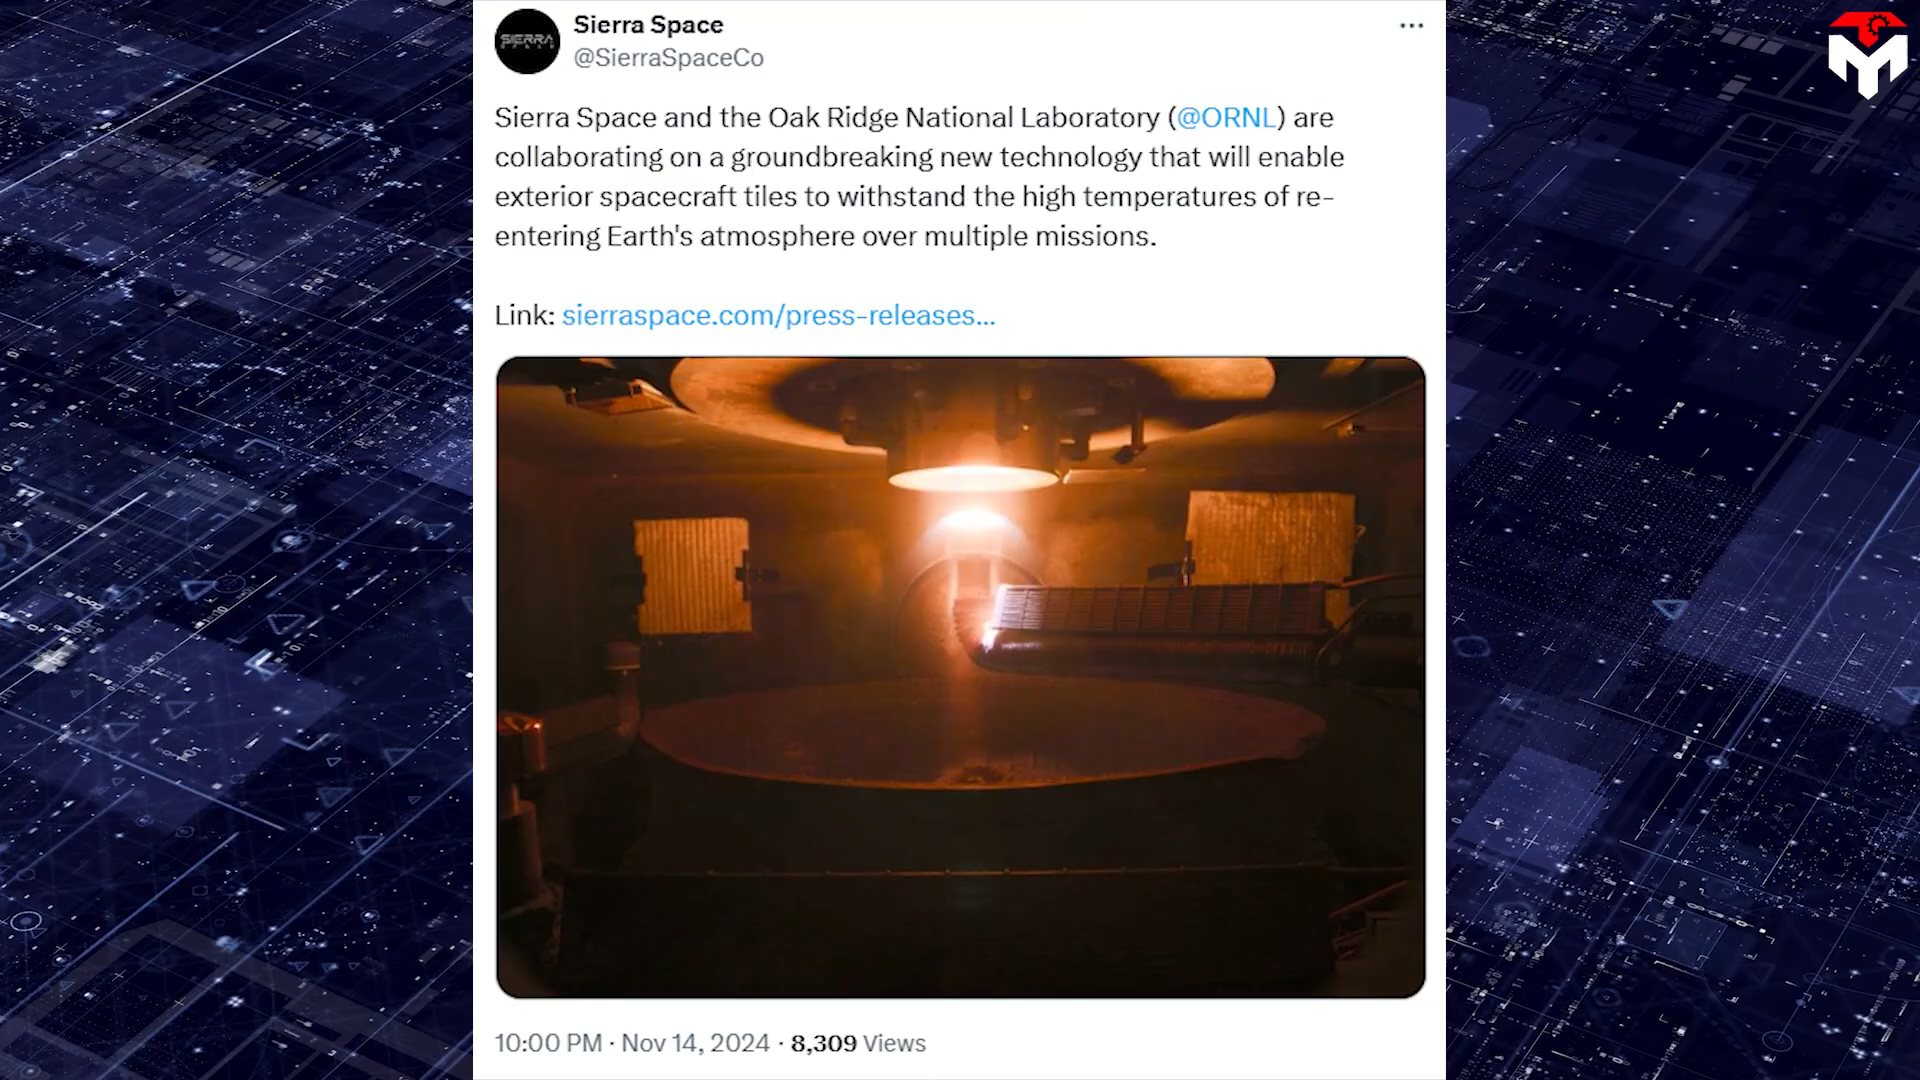 Sierra Space
@SierraSpaceCo
SIERRA
SPACE
Sierra Space and the Oak Ridge National Laboratory (@ORNL) are
collaborating on a groundbreaking new technology that will enable
exterior spacecraft tiles to withstand the high temperatures of re-
entering Earth's atmosphere over multiple missions.
Link: sierraspace.com/press-releases...
10:00 PM · Nov 14, 2024 · 8,309 Views